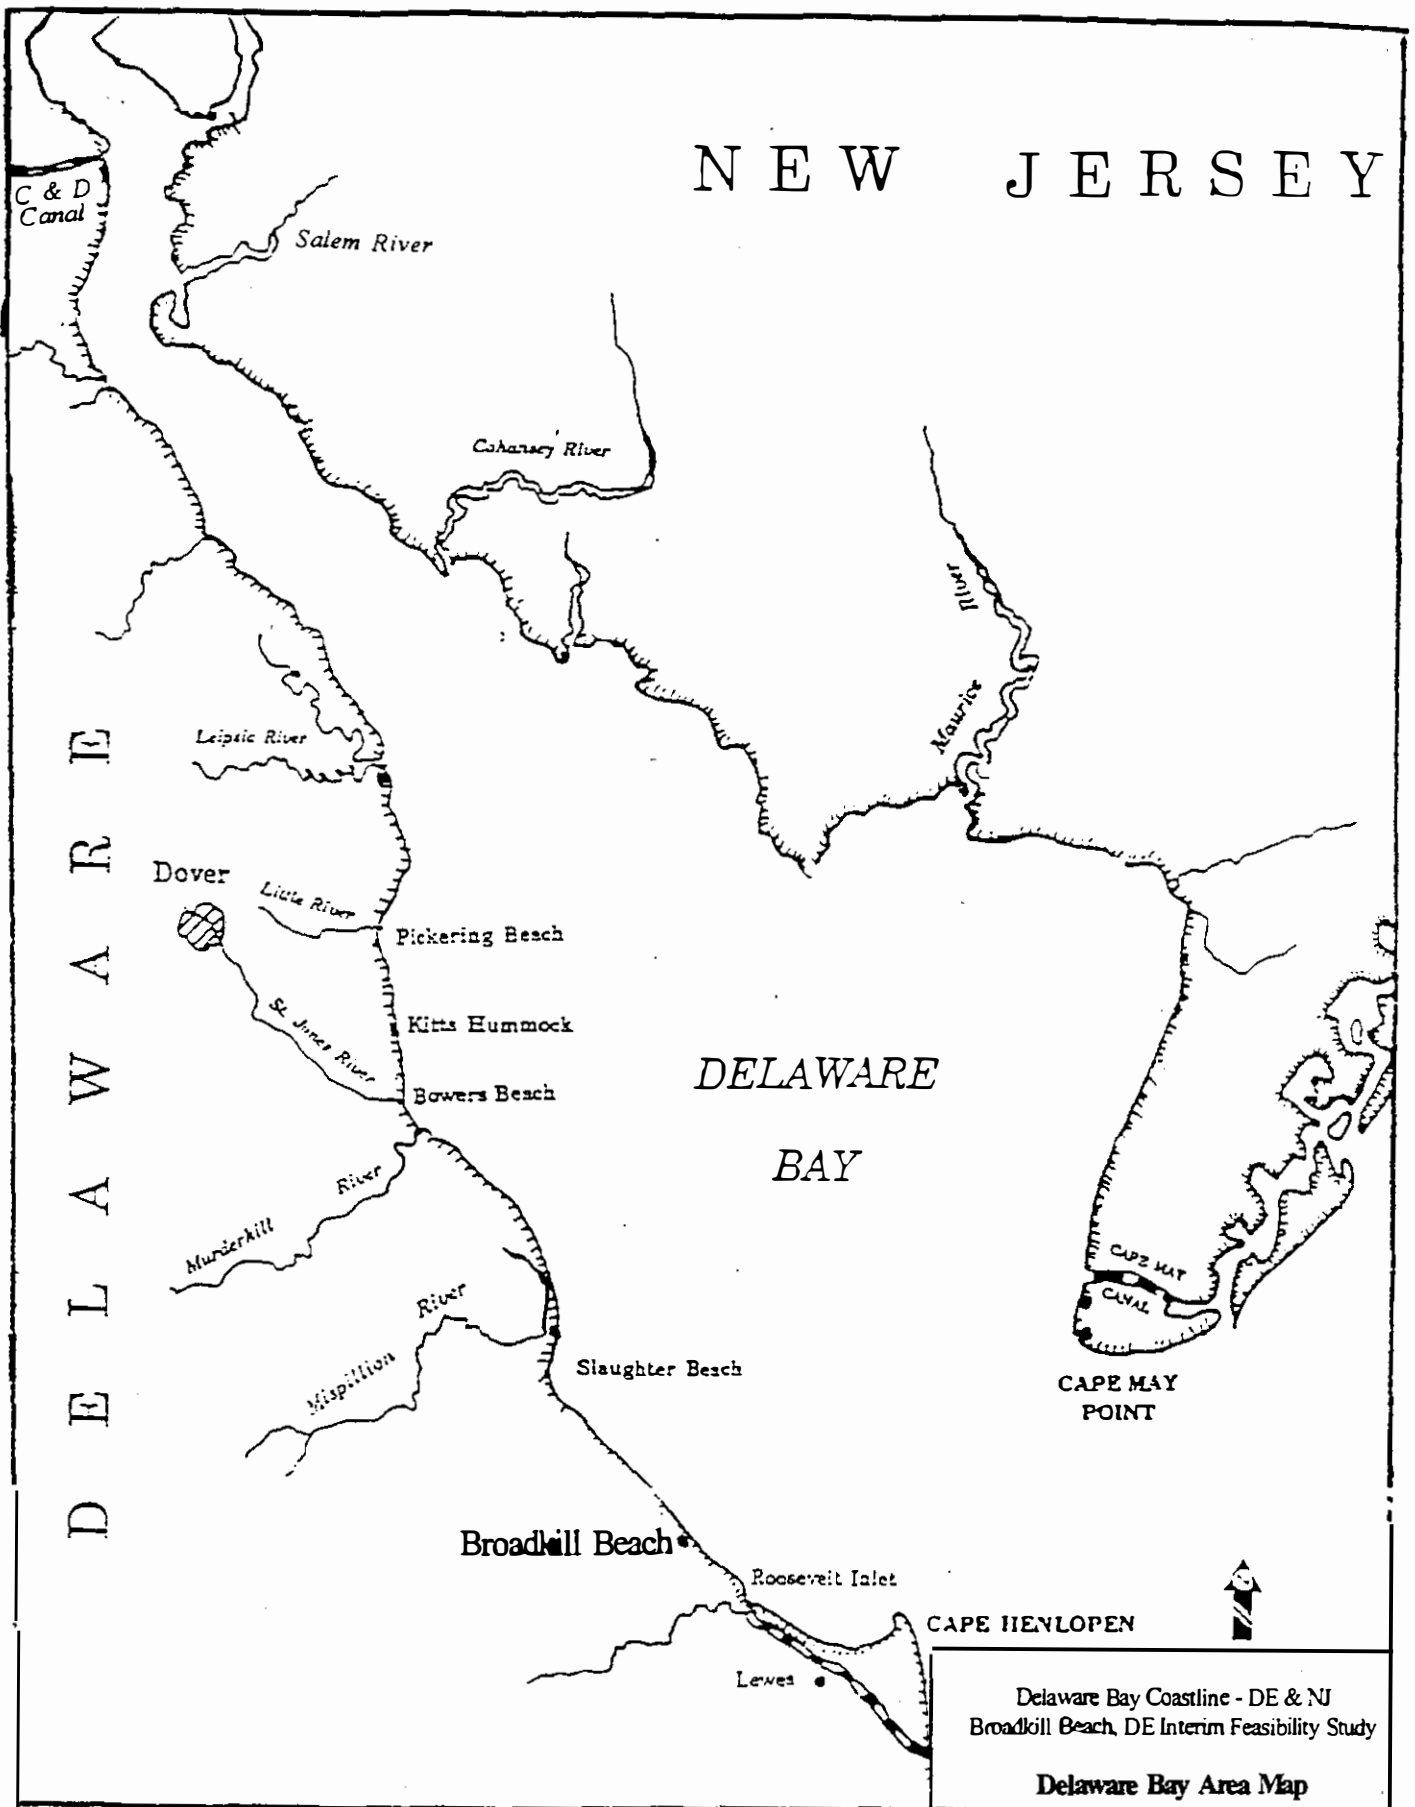 NEW JERSEY
C & D
Canal
Salem River
Cohansey River
Maurice River
Leipsic River
Dover
Little River
Pickering Beach
St. Jones River
Kitts Hummock
Bowers Beach
DELAWARE
DELAWARE
BAY
Murderkill River
Mispillion River
Slaughter Beach
CAPE MAY
CANAL
CAPE MAY
POINT
Broadkill Beach
Roosevelt Inlet
CAPE HENLOPEN
Lewes
Delaware Bay Coastline - DE & NJ
Broadkill Beach, DE Interim Feasibility Study
Delaware Bay Area Map